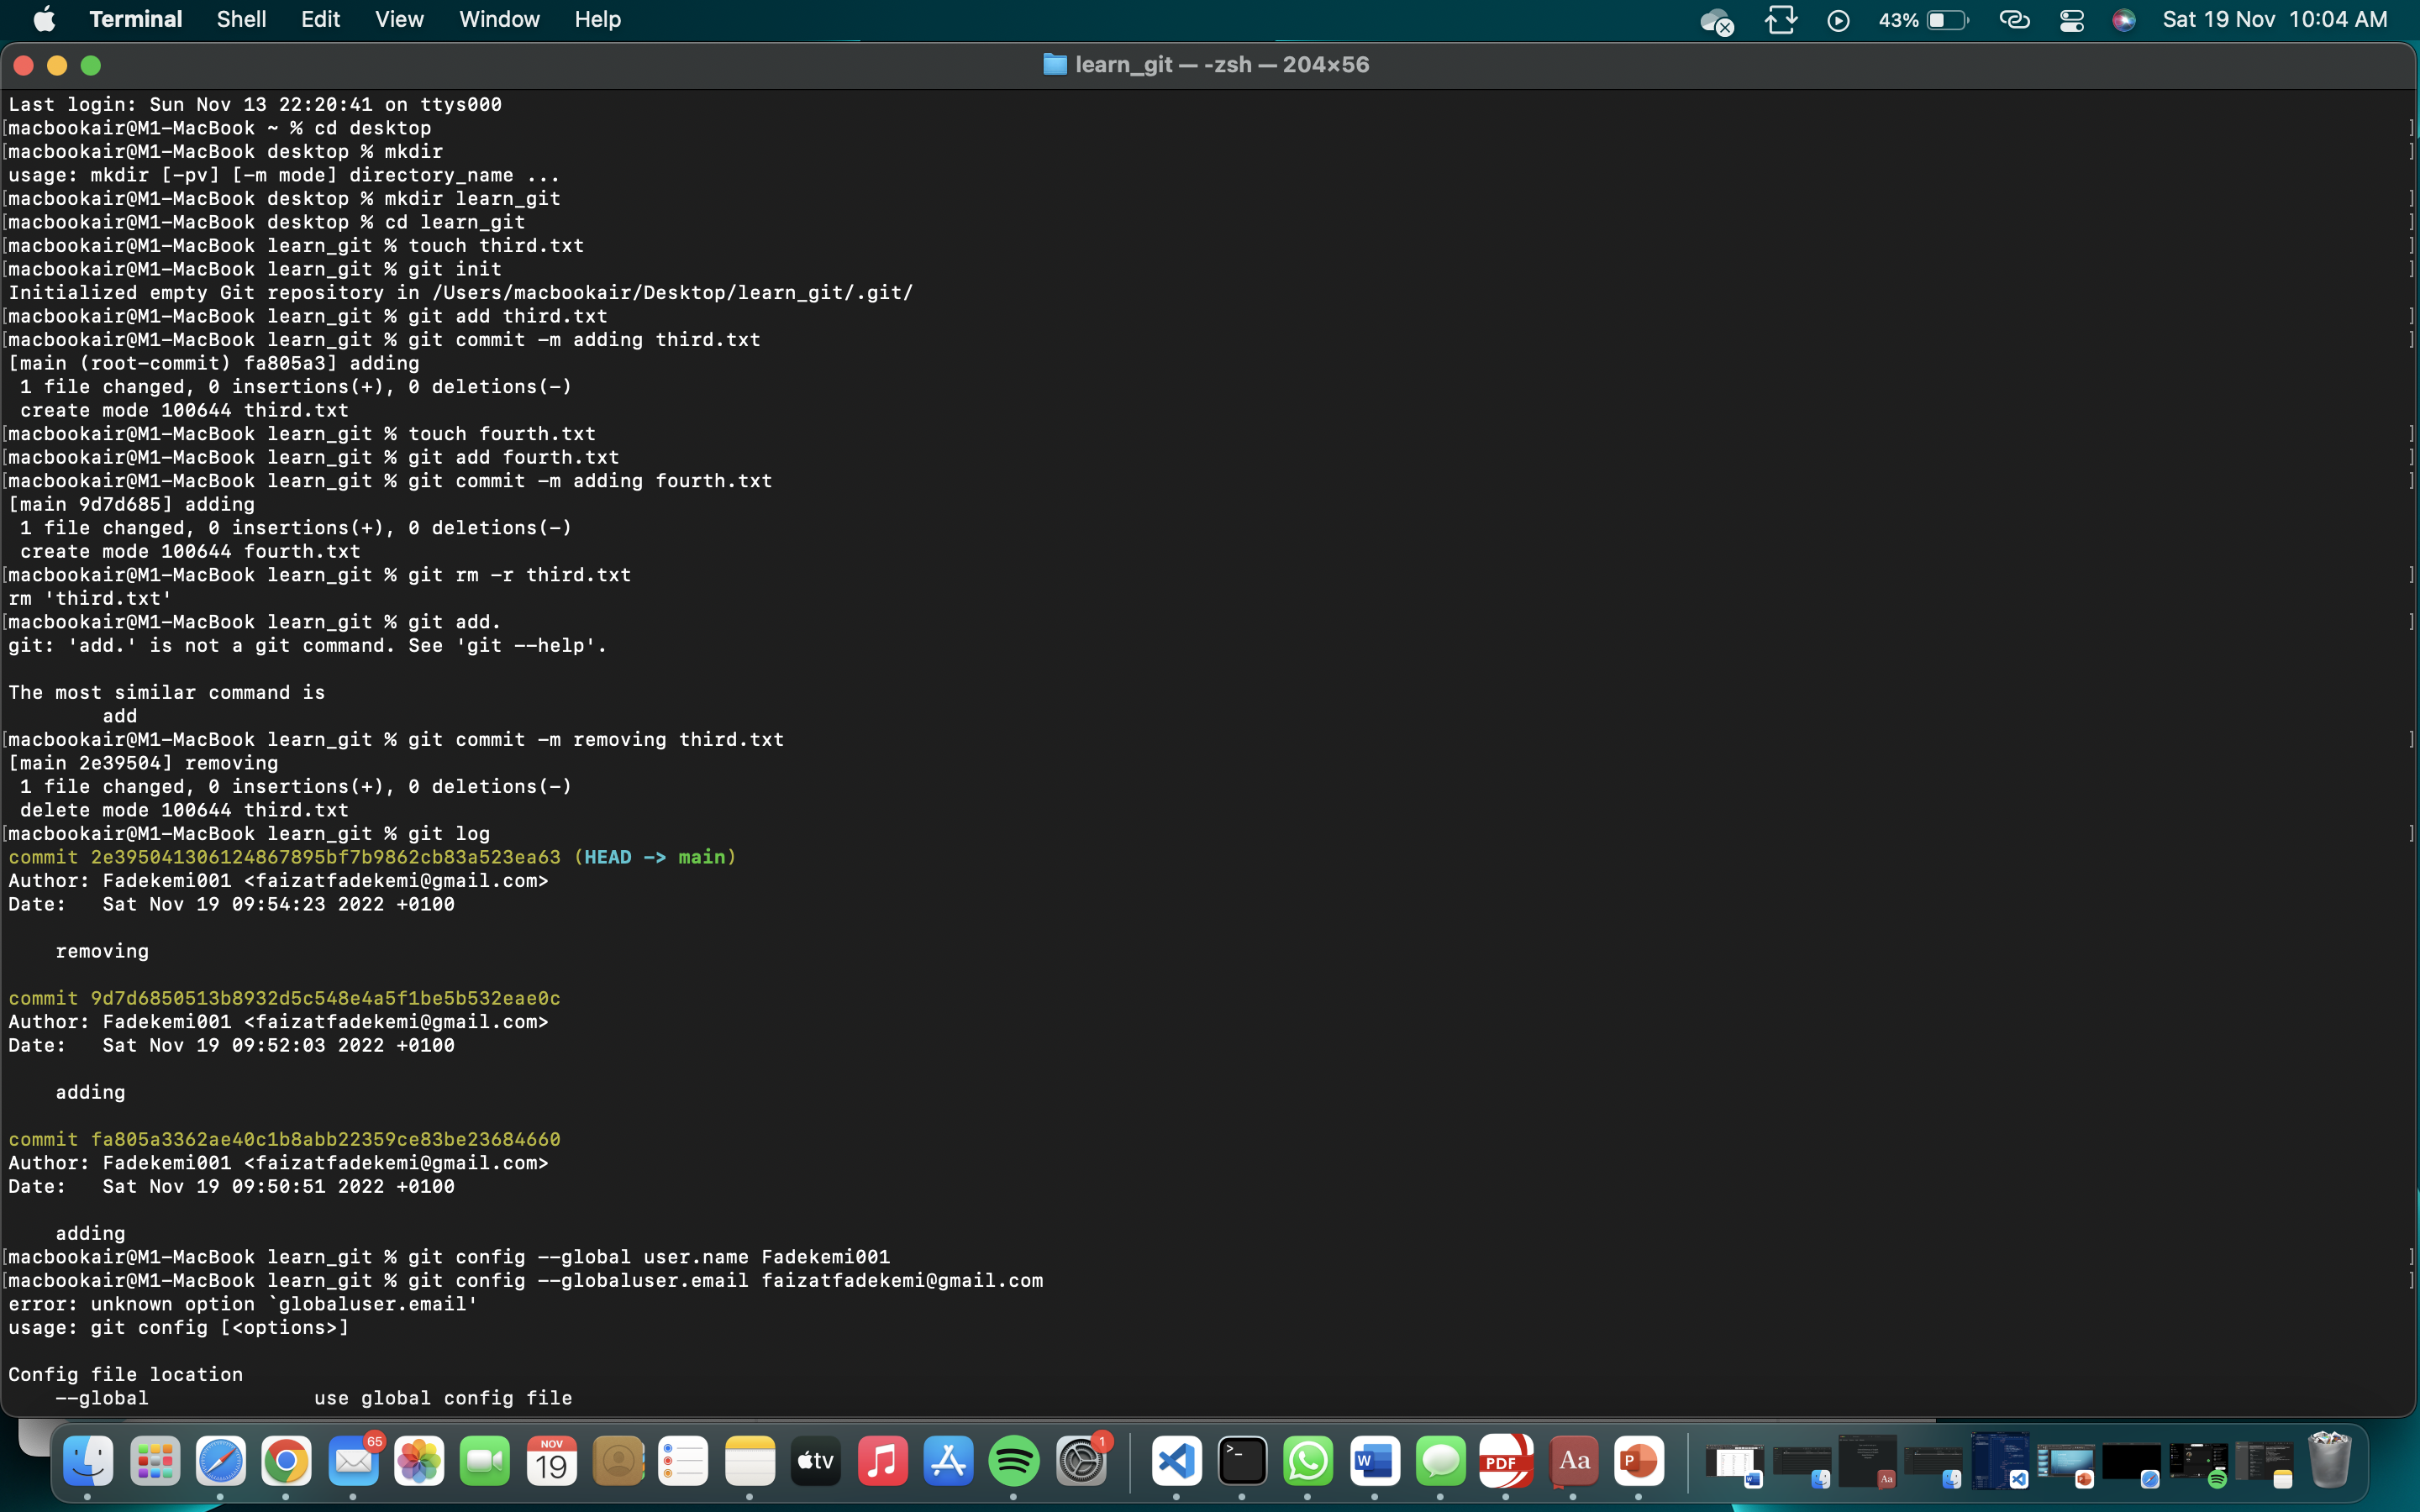 Terminal Shell Edit View Window Help 43% Sat 19 Nov 10:04 AM
learn_git — -zsh — 204×56
Last login: Sun Nov 13 22:20:41 on ttys000
[macbookair@M1-MacBook ~ % cd desktop ]
[macbookair@M1-MacBook desktop % mkdir ]
usage: mkdir [-pv] [-m mode] directory_name ...
[macbookair@M1-MacBook desktop % mkdir learn_git ]
[macbookair@M1-MacBook desktop % cd learn_git ]
[macbookair@M1-MacBook learn_git % touch third.txt ]
[macbookair@M1-MacBook learn_git % git init ]
Initialized empty Git repository in /Users/macbookair/Desktop/learn_git/.git/
[macbookair@M1-MacBook learn_git % git add third.txt ]
[macbookair@M1-MacBook learn_git % git commit -m adding third.txt ]
[main (root-commit) fa805a3] adding
 1 file changed, 0 insertions(+), 0 deletions(-)
 create mode 100644 third.txt
[macbookair@M1-MacBook learn_git % touch fourth.txt ]
[macbookair@M1-MacBook learn_git % git add fourth.txt ]
[macbookair@M1-MacBook learn_git % git commit -m adding fourth.txt ]
[main 9d7d685] adding
 1 file changed, 0 insertions(+), 0 deletions(-)
 create mode 100644 fourth.txt
[macbookair@M1-MacBook learn_git % git rm -r third.txt ]
rm 'third.txt'
[macbookair@M1-MacBook learn_git % git add. ]
git: 'add.' is not a git command. See 'git --help'.
The most similar command is
        add
[macbookair@M1-MacBook learn_git % git commit -m removing third.txt ]
[main 2e39504] removing
 1 file changed, 0 insertions(+), 0 deletions(-)
 delete mode 100644 third.txt
[macbookair@M1-MacBook learn_git % git log ]
commit 2e395041306124867895bf7b9862cb83a523ea63 (HEAD -> main)
Author: Fadekemi001 <faizatfadekemi@gmail.com>
Date:   Sat Nov 19 09:54:23 2022 +0100
    removing
commit 9d7d6850513b8932d5c548e4a5f1be5b532eae0c
Author: Fadekemi001 <faizatfadekemi@gmail.com>
Date:   Sat Nov 19 09:52:03 2022 +0100
    adding
commit fa805a3362ae40c1b8abb22359ce83be23684660
Author: Fadekemi001 <faizatfadekemi@gmail.com>
Date:   Sat Nov 19 09:50:51 2022 +0100
    adding
[macbookair@M1-MacBook learn_git % git config --global user.name Fadekemi001 ]
[macbookair@M1-MacBook learn_git % git config --globaluser.email faizatfadekemi@gmail.com ]
error: unknown option `globaluser.email'
usage: git config [<options>]
Config file location
    --global              use global config file
65 NOV 19 tv 1 >_ W PDF Aa P